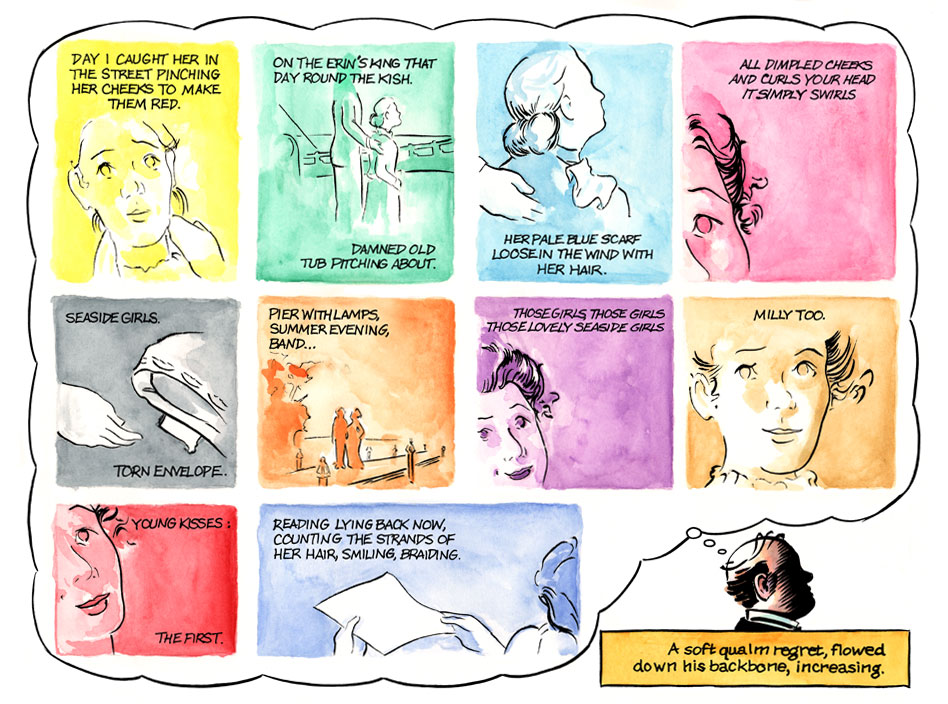 DAY I CAUGHT HER IN
THE STREET PINCHING
HER CHEEKS TO MAKE
THEM RED.
ON THE ERIN'S KING THAT
DAY ROUND THE KISH.
DAMNED OLD
TUB PITCHING ABOUT.
HER PALE BLUE SCARF
LOOSE IN THE WIND WITH
HER HAIR.
ALL DIMPLED CHEEKS
AND CURLS YOUR HEAD
IT SIMPLY SWIRLS
SEASIDE GIRLS.
TORN ENVELOPE.
PIER WITH LAMPS,
SUMMER EVENING,
BAND...
THOSE GIRLS, THOSE GIRLS
THOSE LOVELY SEASIDE GIRLS
MILLY TOO.
YOUNG KISSES:
THE FIRST.
READING LYING BACK NOW,
COUNTING THE STRANDS OF
HER HAIR, SMILING, BRAIDING.
A soft qualm regret, flowed
down his backbone, increasing.